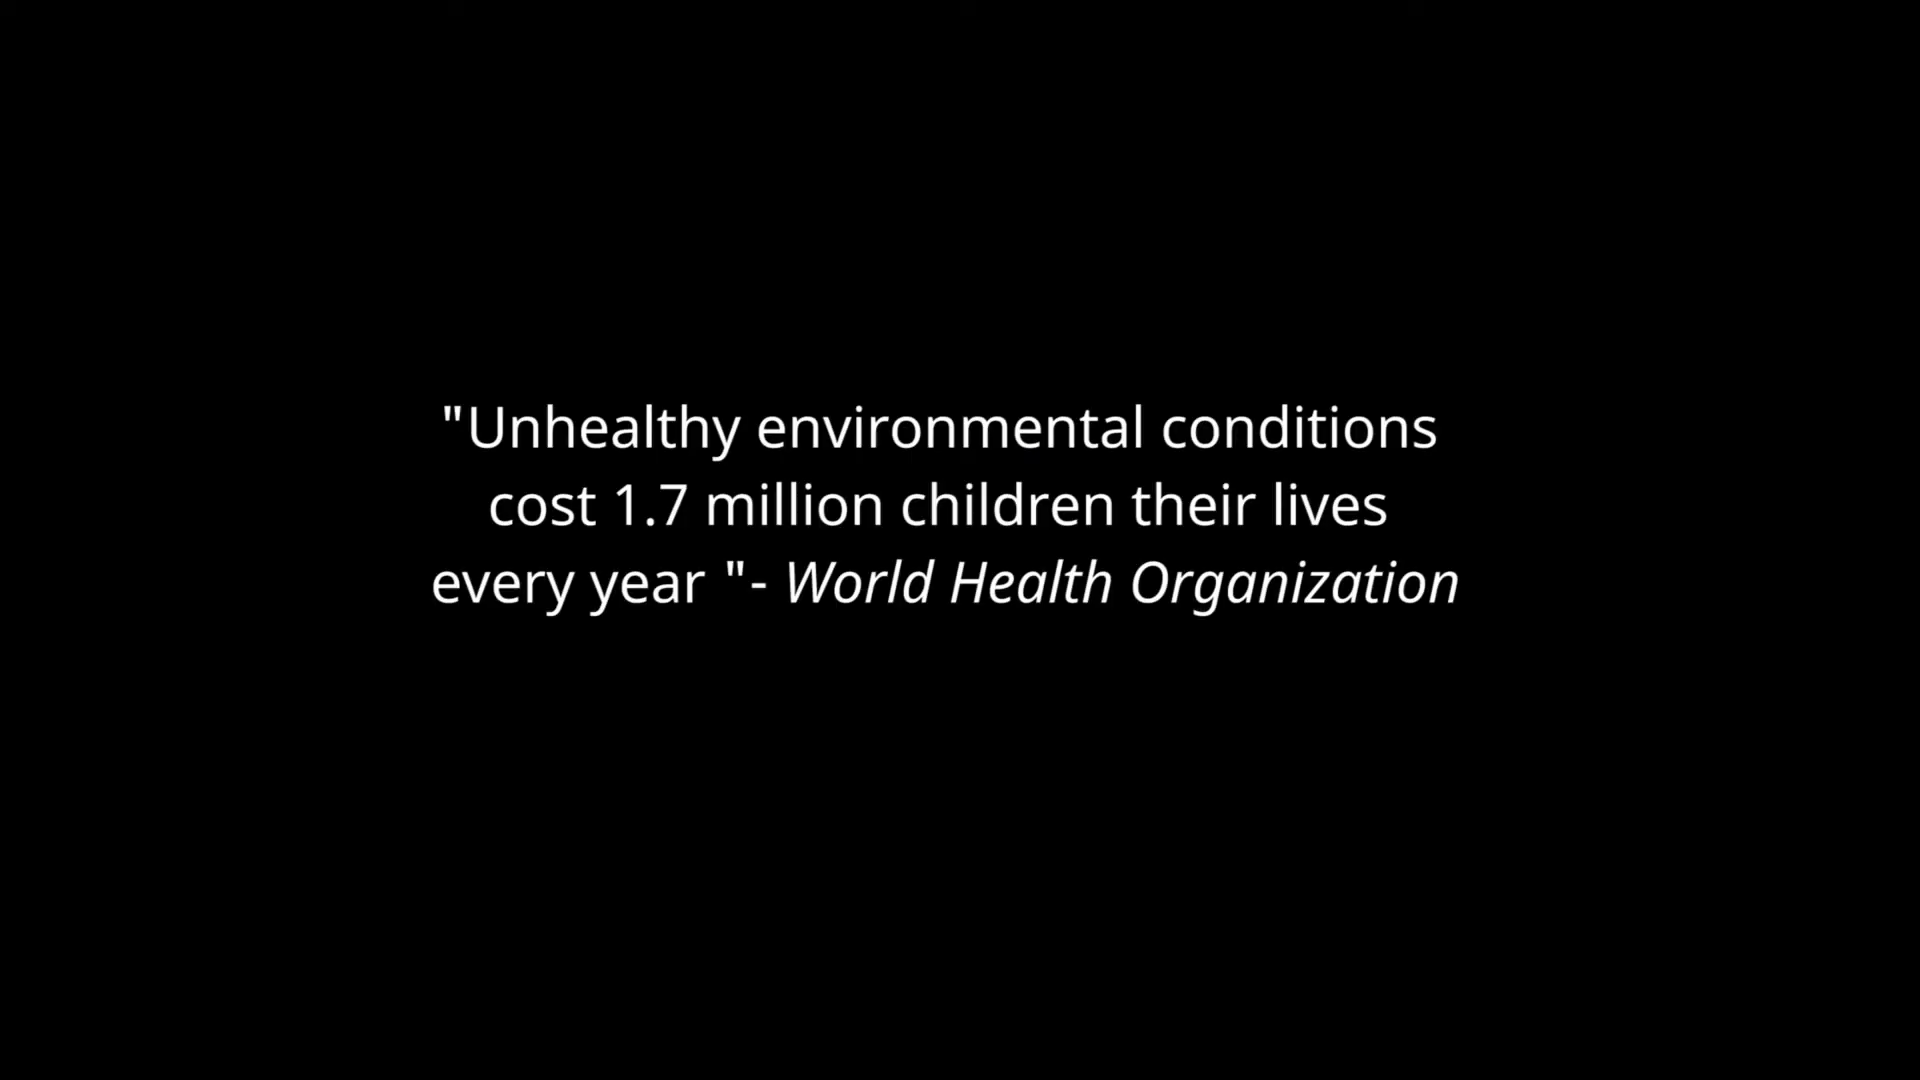 "Unhealthy environmental conditions
cost 1.7 million children their lives
every year "- World Health Organization